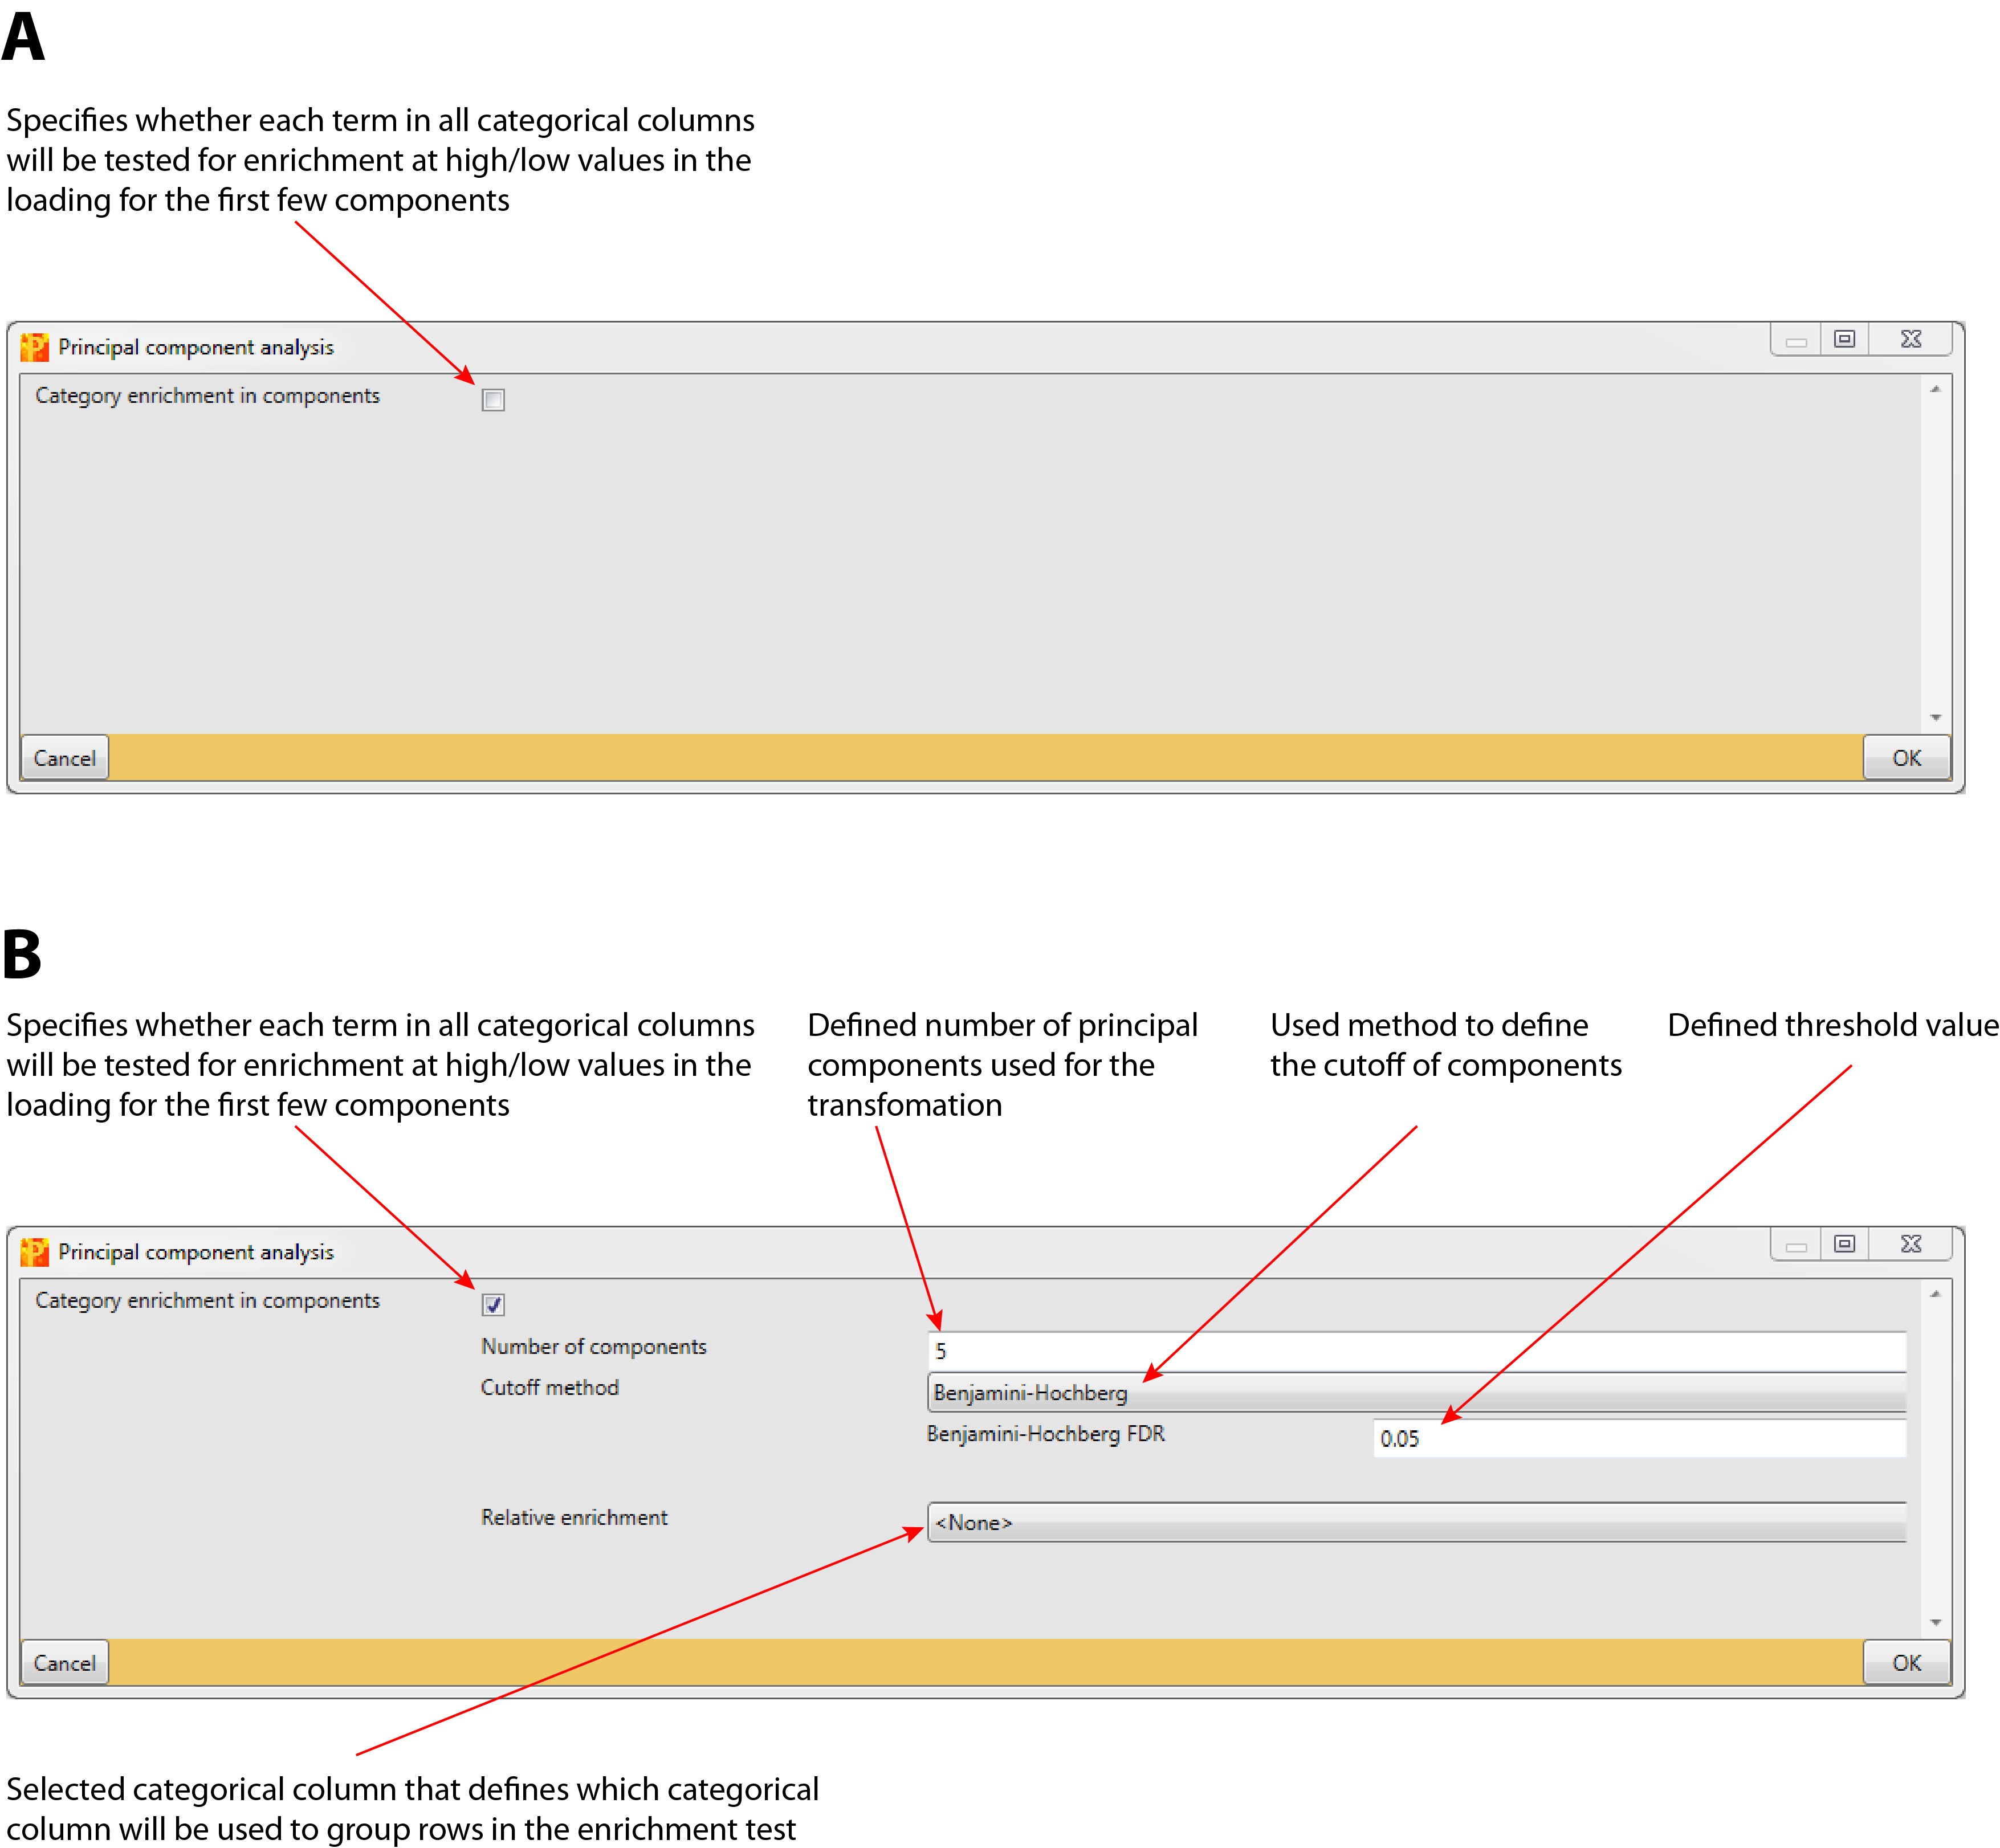 A
Specifies whether each term in all categorical columns
will be tested for enrichment at high/low values in the
loading for the first few components
Principal component analysis
Category enrichment in components
Cancel
OK
B
Specifies whether each term in all categorical columns
will be tested for enrichment at high/low values in the
loading for the first few components
Defined number of principal
components used for the
transfomation
Used method to define
the cutoff of components
Defined threshold value
Principal component analysis
Category enrichment in components
Number of components
5
Cutoff method
Benjamini-Hochberg
Benjamini-Hochberg FDR
0.05
Relative enrichment
<None>
Cancel
OK
Selected categorical column that defines which categorical
column will be used to group rows in the enrichment test